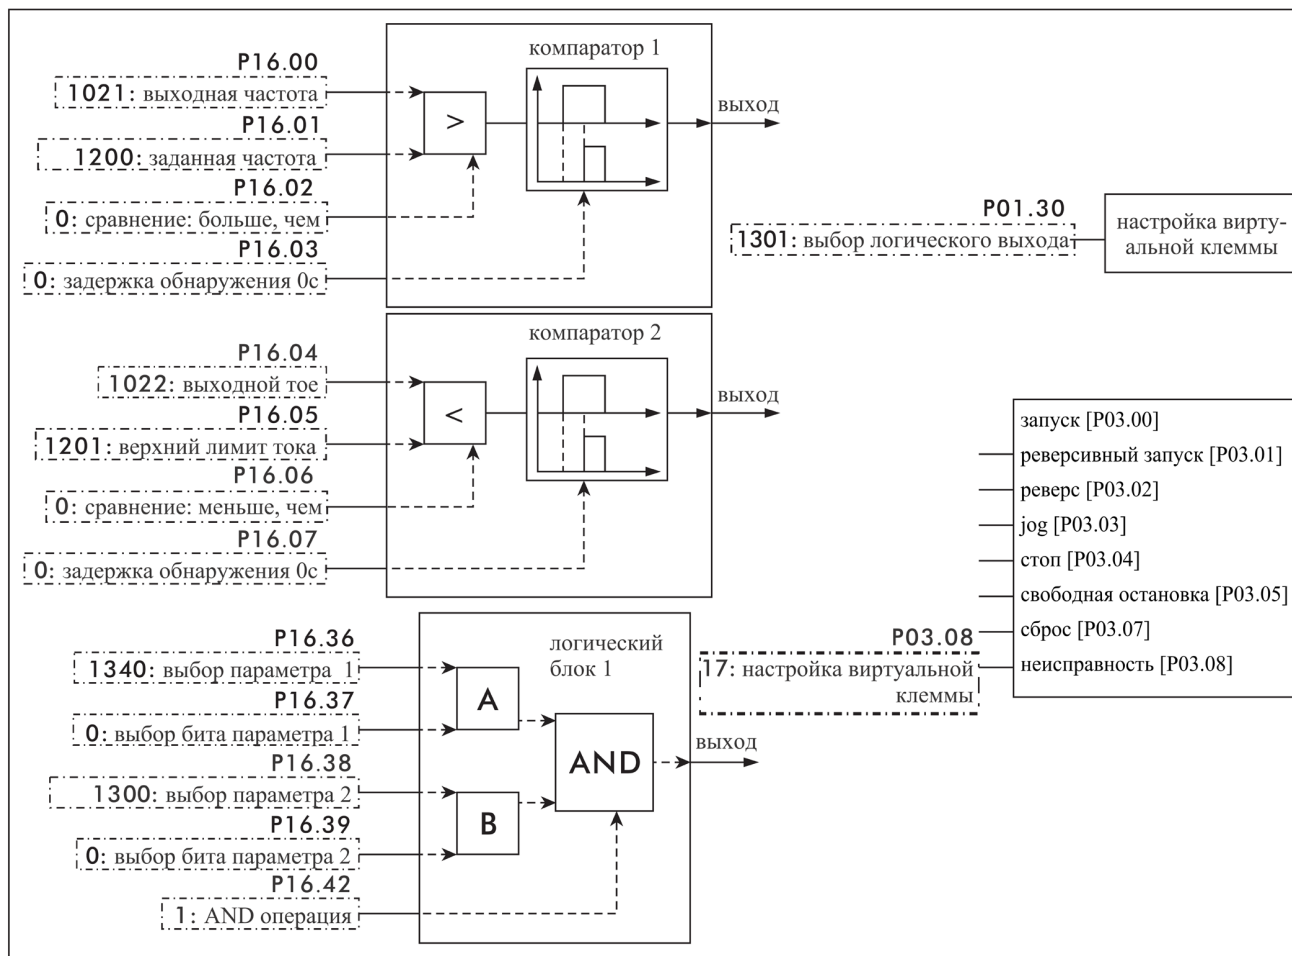 компаратор 1
P16.00
1021: выходная частота
P16.01
1200: заданная частота
P16.02
0: сравнение: больше, чем
P16.03
0: задержка обнаружения 0с
>
выход
P01.30
1301: выбор логического выхода
настройка вирту-
альной клеммы
компаратор 2
P16.04
1022: выходной тое
P16.05
1201: верхний лимит тока
P16.06
0: сравнение: меньше, чем
P16.07
0: задержка обнаружения 0с
<
выход
запуск [P03.00]
реверсивный запуск [P03.01]
реверс [P03.02]
jog [P03.03]
стоп [P03.04]
свободная остановка [P03.05]
сброс [P03.07]
неисправность [P03.08]
P03.08
17: настройка виртуальной
клеммы
логический
блок 1
P16.36
1340: выбор параметра 1
P16.37
0: выбор бита параметра 1
P16.38
1300: выбор параметра 2
P16.39
0: выбор бита параметра 2
P16.42
1: AND операция
A
B
AND
выход